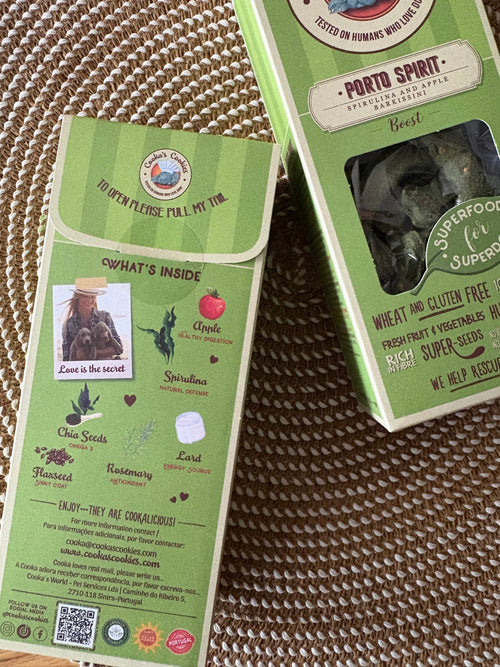 Cooka's Cookies
TO OPEN PLEASE PULL MY TAIL
WHAT'S INSIDE
Love is the secret
Apple
HEALTHY DIGESTION
Spirulina
NATURAL DEFENSE
Chia Seeds
OMEGA 3
Lard
ENERGY SOURCE
Rosemary
ANTIOXIDANT
Flaxseed
SHINY COAT
ENJOY---THEY ARE COOKALICIOUS!
For more information contact |
Para informações adicionais, por favor contactar:
cooka@cookascookies.com
www.cookascookies.com
Cooka loves real mail, please write us...
A Cooka adora receber correspondência, por favor escreva-nos...
Cooka's World - Pet Services Lda | Caminho do Ribeiro 5,
2710-118 Sintra-Portugal
FOLLOW US ON
SOCIAL MEDIA
@cookascookies
PORTUGAL
TESTED ON HUMANS WHO LOVE DO
PORTO SPIRIT
SPIRULINA AND APPLE
BARKISSINI
Boost
SUPERFOOD
for
SUPERD
WHEAT AND GLUTEN FREE
FRESH FRUIT & VEGETABLES
RICH
IN FIBRE
SUPER-SEEDS
WE HELP RESCU